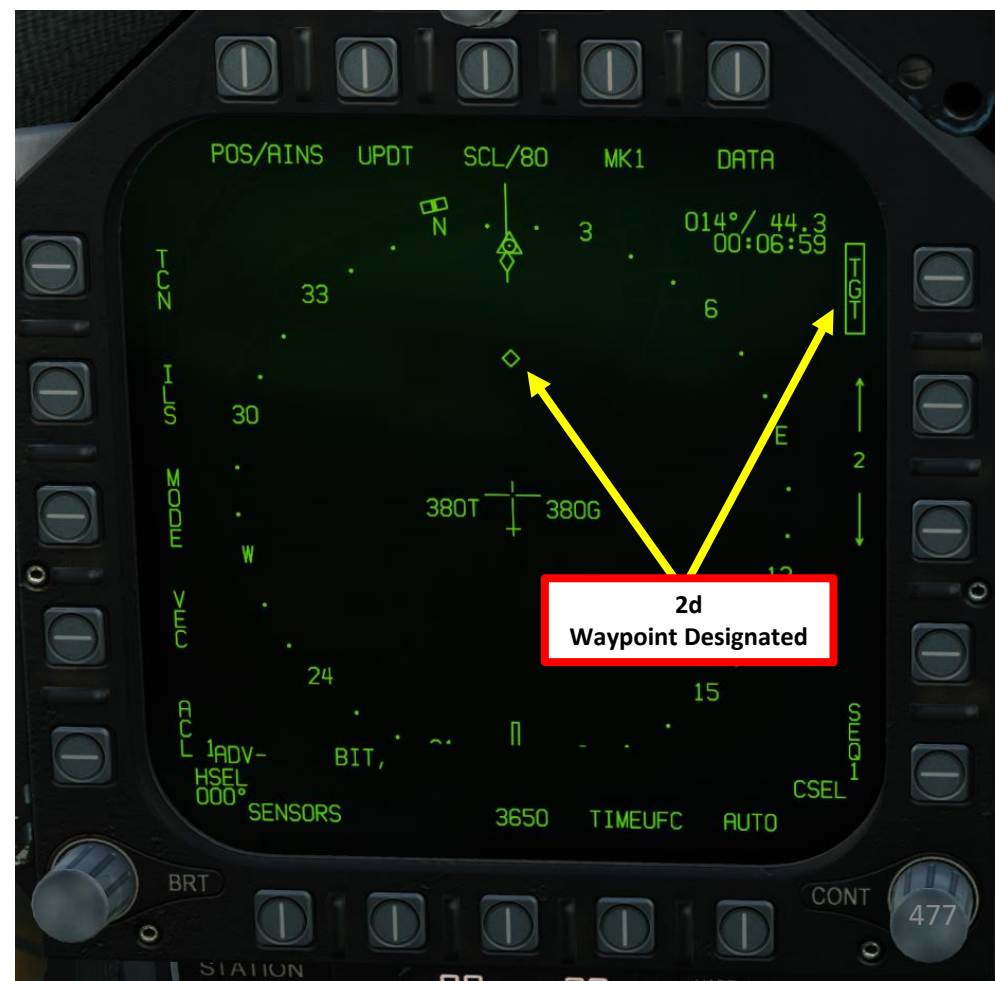 POS/AINS UPDT SCL/80 MK1 DATA
014°/ 44.3
00:06:59
N
3
TCN
TGT
33
6
ILS
30
E
2
MODE
380T
380G
W
12
2d
Waypoint Designated
VEC
24
15
ACL
SEQ1
1ADV-
BIT,
HSEL
000°
CSEL
SENSORS
3650
TIMEUFC
AUTO
BRT
CONT
477
STATION